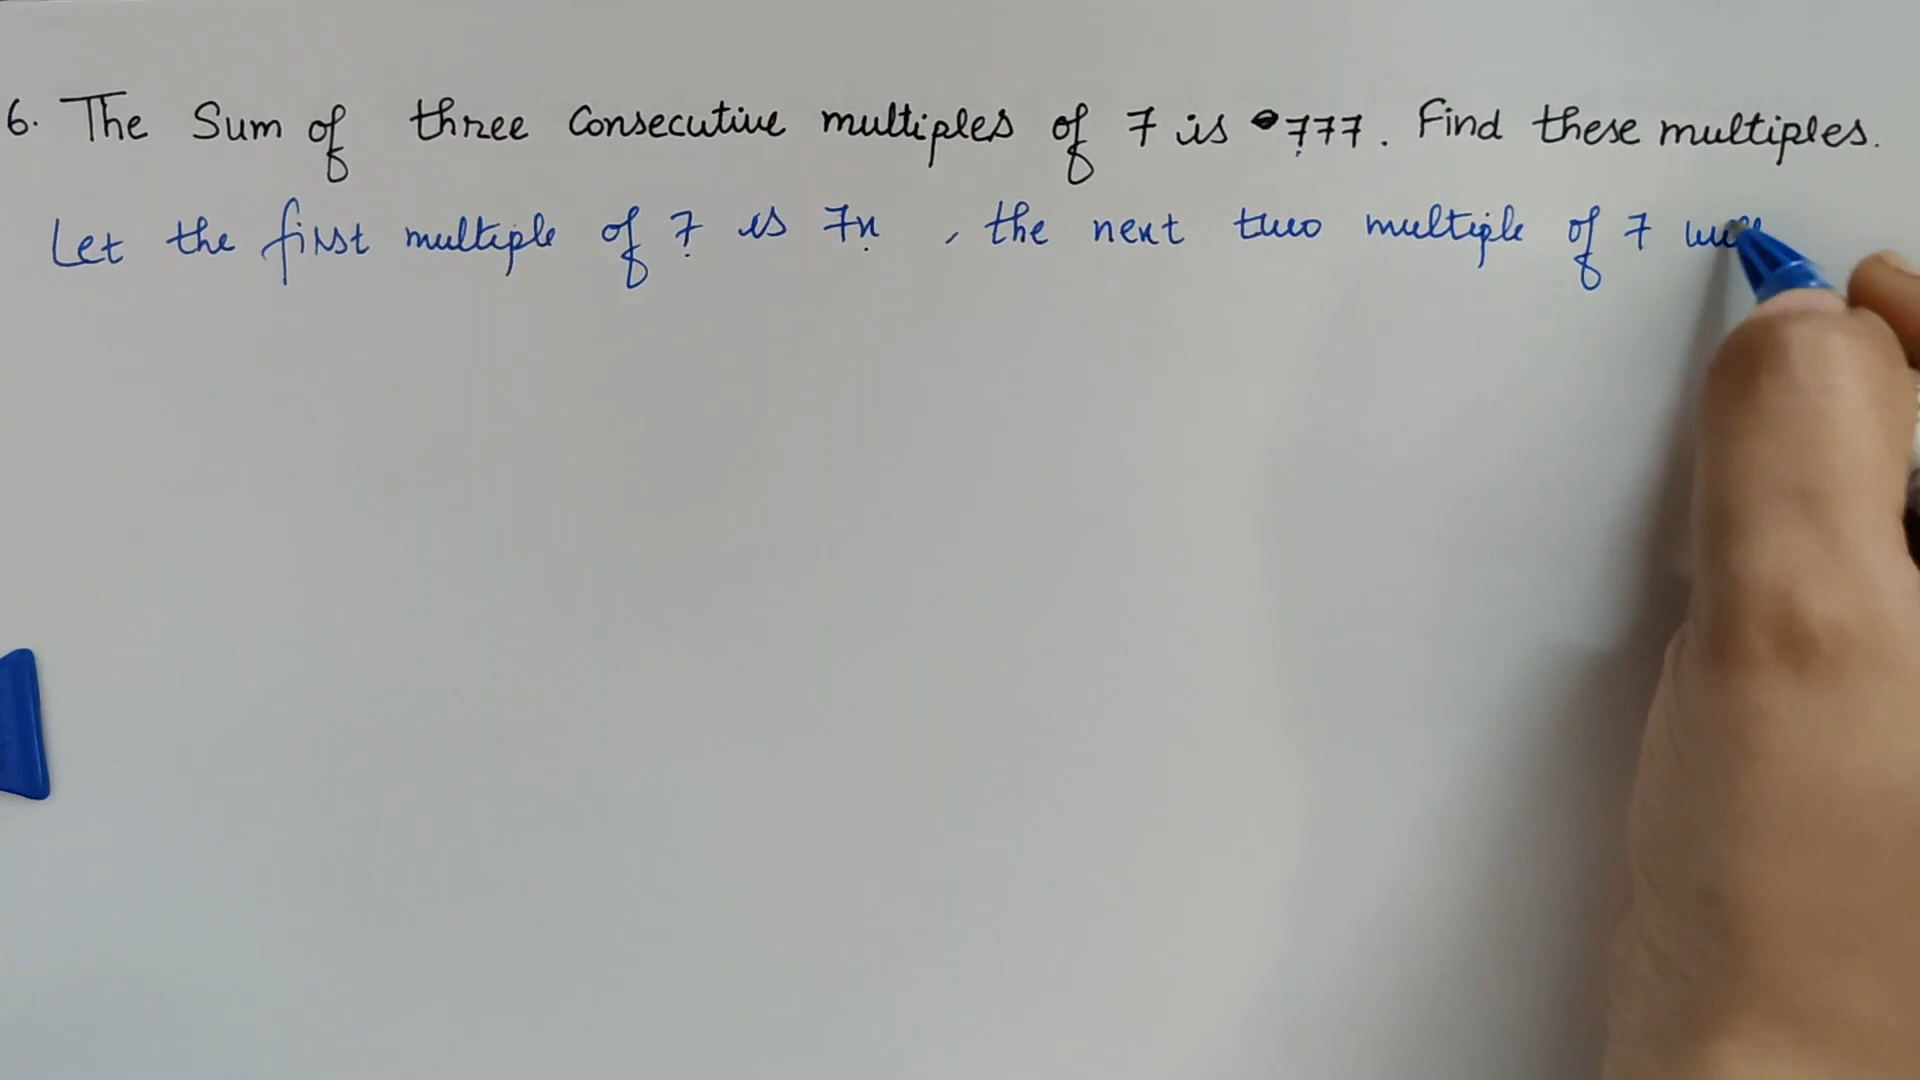 6. The Sum of three Consecutive multiples of 7 is 777. Find these multiples.
Let the first multiple of 7 is 7x, the next two multiple of 7